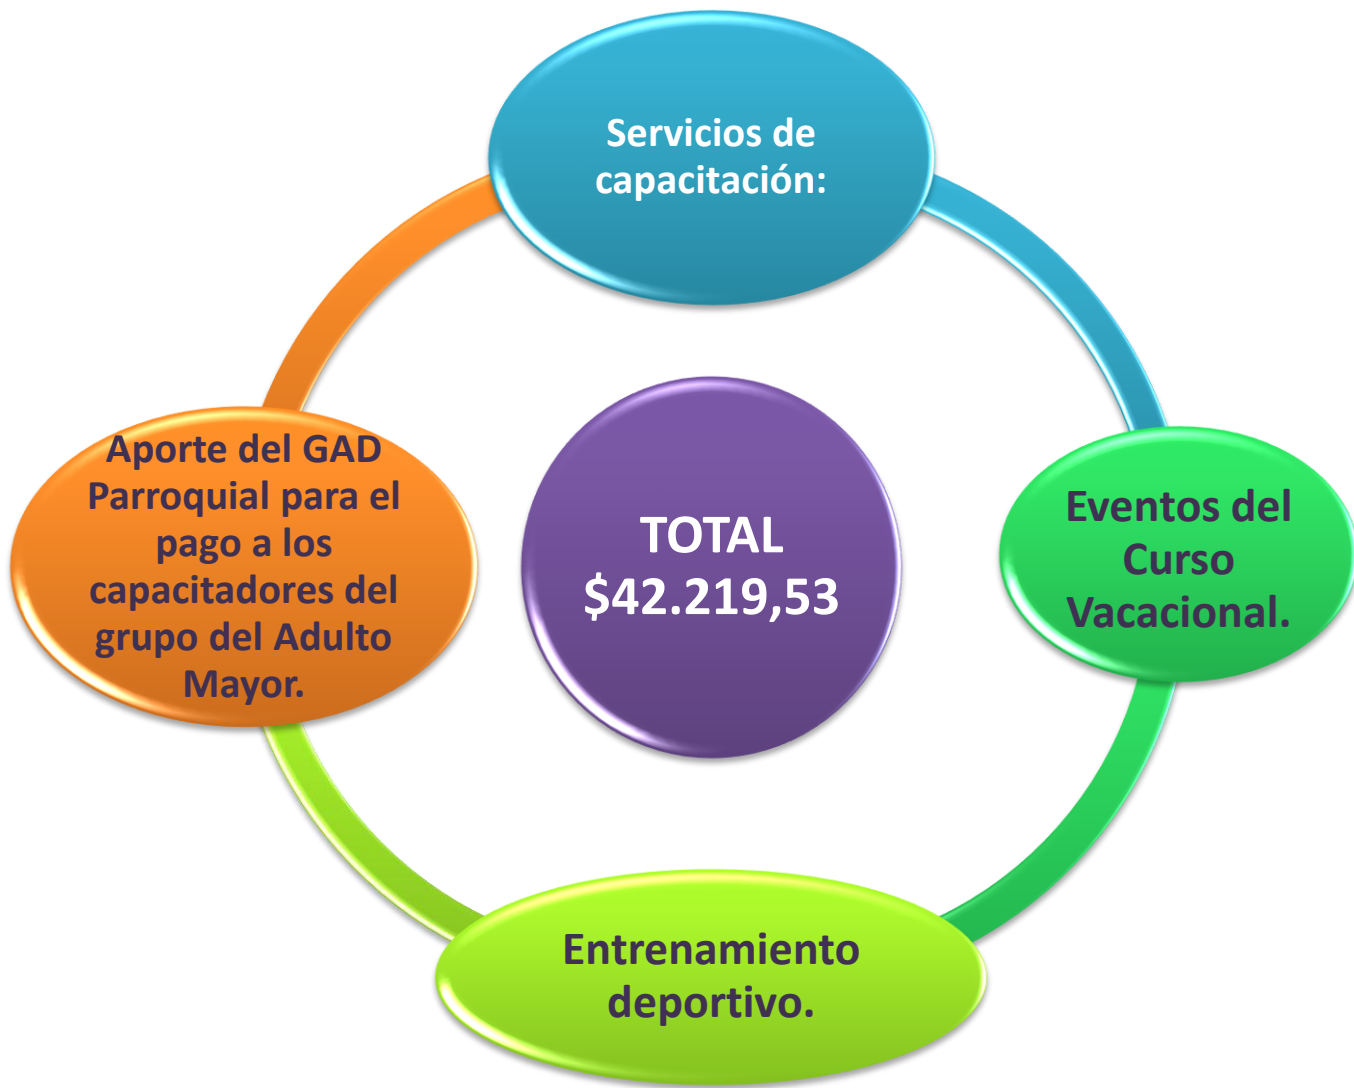 Servicios de
capacitación:
Aporte del GAD
Parroquial para el
pago a los
capacitadores del
grupo del Adulto
Mayor.
TOTAL
$42.219,53
Eventos del
Curso
Vacacional.
Entrenamiento
deportivo.